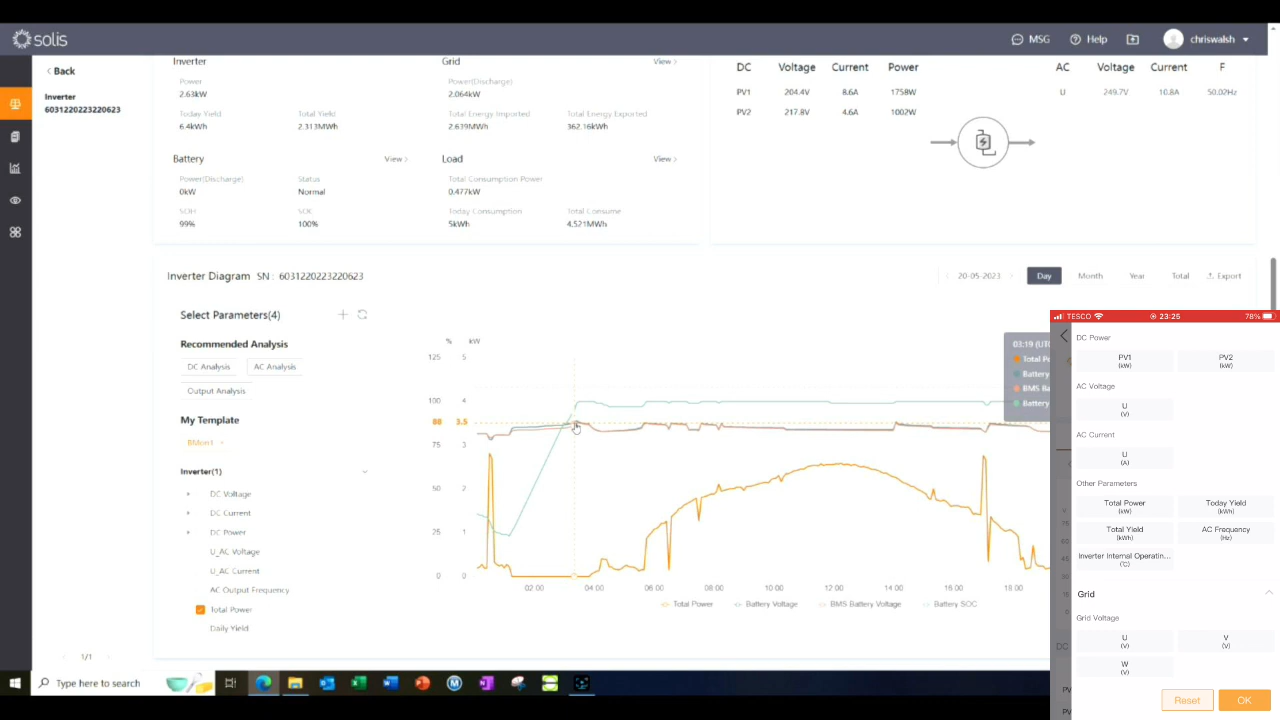 solis
MSG
Help
chriswalsh
Back
Inverter
6031220223220623
Inverter
Power
2.63kW
Today Yield
6.4kWh
Total Yield
2.313MWh
Grid
View
Power(Discharge)
2.064kW
Total Energy Imported
2.639MWh
Total Energy Exported
362.16kWh
Battery
View
Power(Discharge)
0kW
Status
Normal
SOH
99%
100%
Load
View
Total Consumption Power
0.477kW
Today Consumption
5kWh
Total Consume
4.521MWh
DC Voltage Current Power
PV1 204.4V 8.6A 1758W
PV2 217.8V 4.6A 1002W
AC Voltage Current F
U 249.7V 10.8A 50.02Hz
Inverter Diagram SN : 6031220223220623
20-05-2023
Day
Month
Year
Total
Export
Select Parameters(4)
Recommended Analysis
DC Analysis
AC Analysis
Output Analysis
My Template
BMon1
Inverter(1)
DC Voltage
DC Current
DC Power
U_AC Voltage
U_AC Current
AC Output Frequency
Total Power
Daily Yield
1/1
% kW
125 5
100 4
88 3.5
75 3
50 2
25 1
0 0
02:00 04:00 06:00 08:00 10:00 12:00 14:00 16:00 18:00
Total Power Battery Voltage BMS Battery Voltage Battery SOC
03:19 (UTC
Total Po
Battery
BMS Ba
Battery
Type here to search
TESCO
23:25
78%
DC Power
PV1
(kW)
PV2
(kW)
AC Voltage
U
(V)
AC Current
U
(A)
Other Parameters
Total Power
(kW)
Today Yield
(kWh)
Total Yield
(kWh)
AC Frequency
(Hz)
Inverter Internal Operatin...
(°C)
Grid
Grid Voltage
U
(V)
V
(V)
W
(V)
Reset
OK